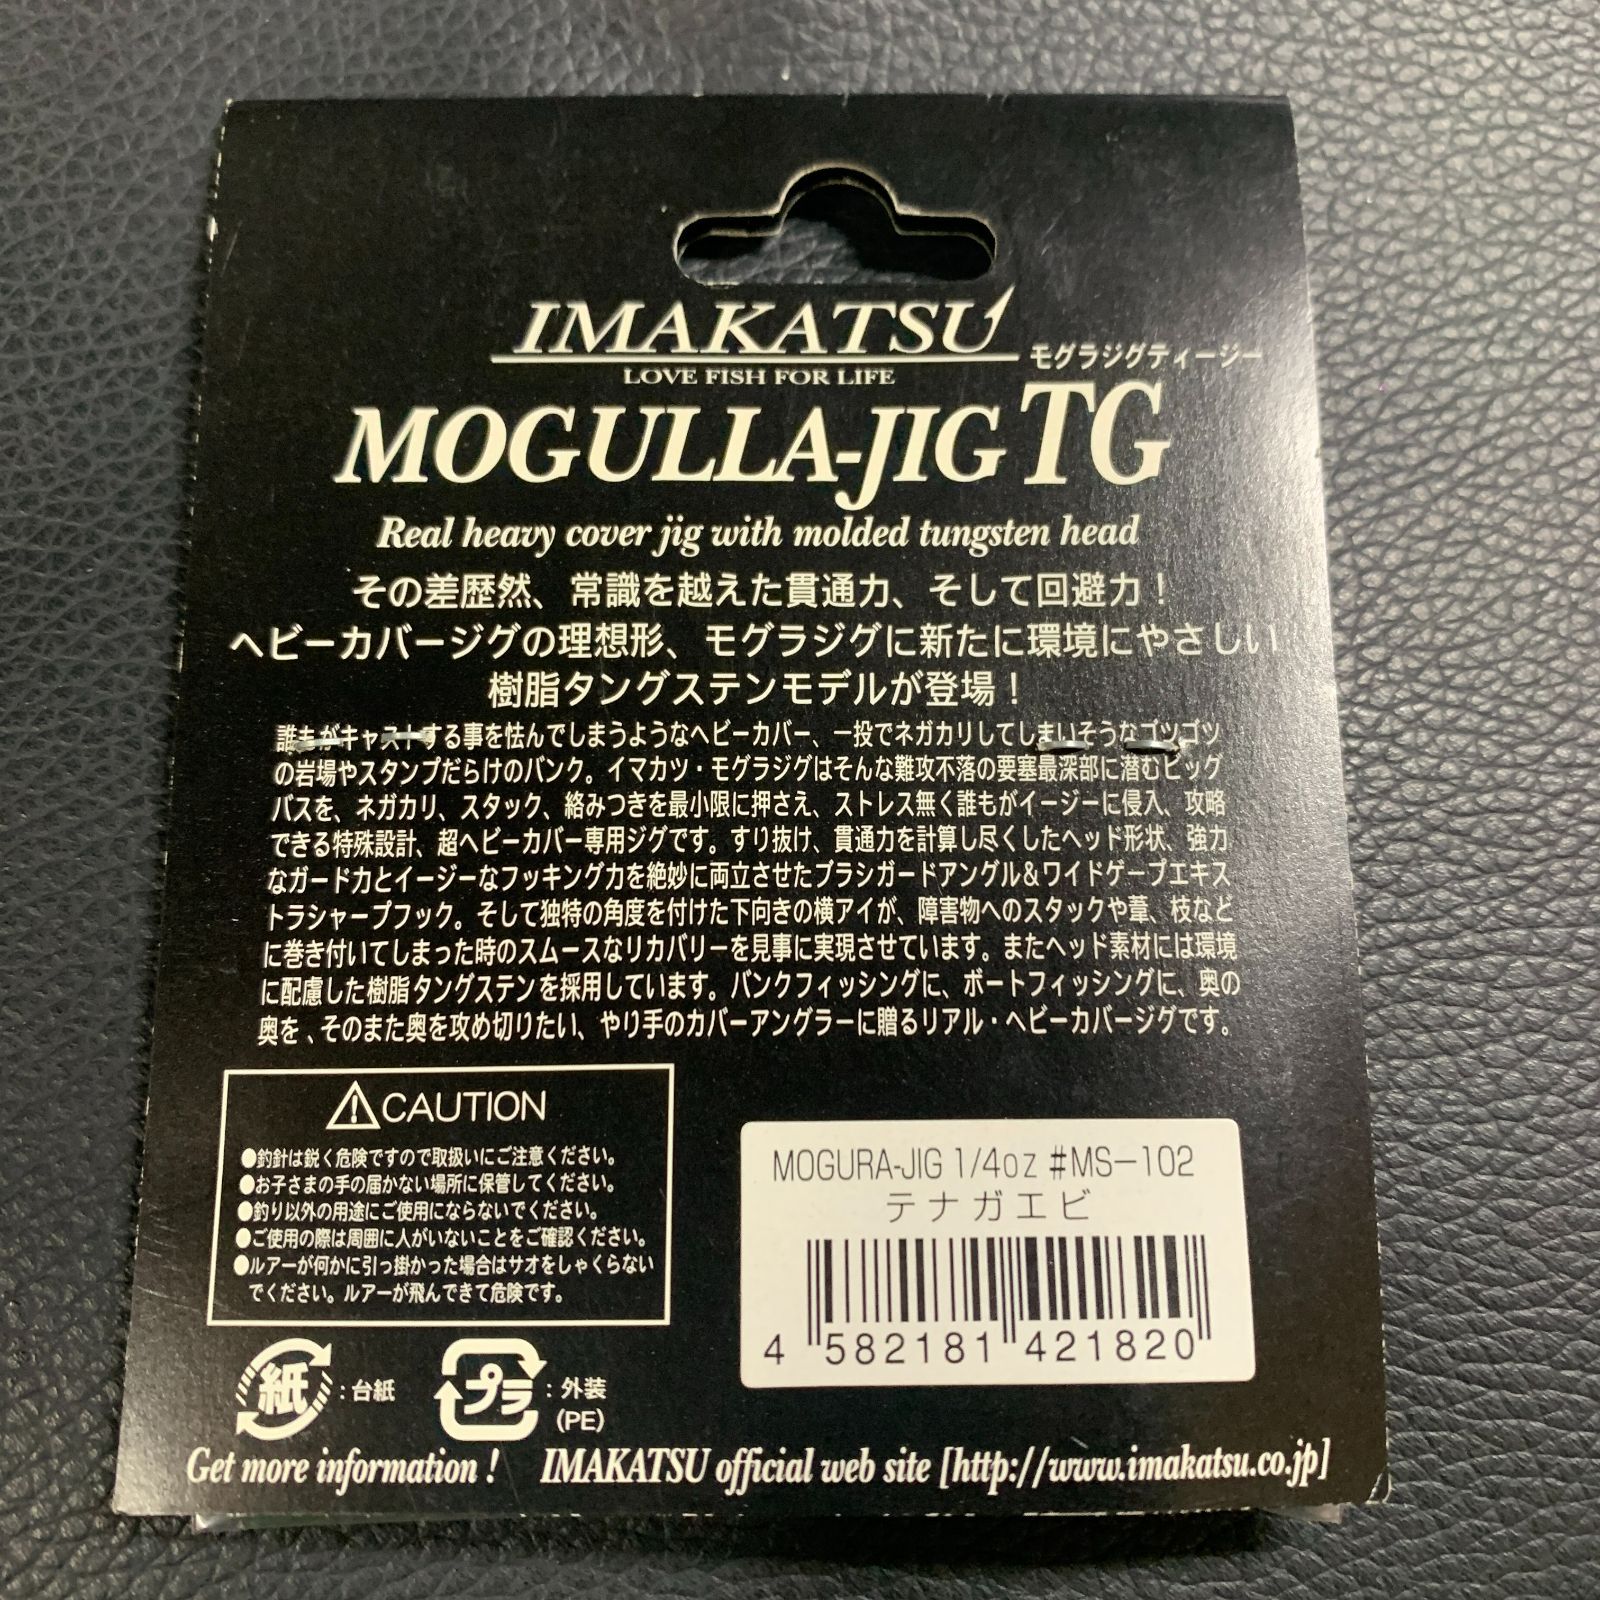 IMAKATSU
LOVE FISH FOR LIFE
モグラジグティージー
MOGULLA-JIG TG
Real heavy cover jig with molded tungsten head
その差歴然、常識を越えた貫通力、そして回避力！
ヘビーカバージグの理想形、モグラジグに新たに環境にやさしい
樹脂タングステンモデルが登場！
誰もがキャストする事を怯んでしまうようなヘビーカバー、一投でネガカリしてしまいそうなゴツゴツ
の岩場やスタンプだらけのバンク。イマカツ・モグラジグはそんな難攻不落の要塞最深部に潜むビッグ
バスを、ネガカリ、スタック、絡みつきを最小限に押さえ、ストレス無く誰もがイージーに侵入、攻略
できる特殊設計、超ヘビーカバー専用ジグです。すり抜け、貫通力を計算し尽くしたヘッド形状、強力
なガード力とイージーなフッキング力を絶妙に両立させたブラシガードアングル＆ワイドゲープエキス
トラシャープフック。そして独特の角度を付けた下向きの横アイが、障害物へのスタックや葦、枝など
に巻き付いてしまった時のスムースなリカバリーを見事に実現させています。またヘッド素材には環境
に配慮した樹脂タングステンを採用しています。バンクフィッシングに、ボートフィッシングに、奥の
奥を、そのまた奥を攻め切りたい、やり手のカバーアングラーに贈るリアル・ヘビーカバージグです。
⚠CAUTION
●釣針は鋭く危険ですので取扱いにご注意ください。
●お子さまの手の届かない場所に保管してください。
●釣り以外の用途にご使用にならないでください。
●ご使用の際は周囲に人がいないことをご確認ください。
●ルアーが何かに引っ掛かった場合はサオをしゃくらない
でください。ルアーが飛んできて危険です。
MOGURA-JIG 1/4oz #MS-102
テナガエビ
4 582181 421820
紙：台紙
プラ：外装
(PE)
Get more information ! IMAKATSU official web site [http://www.imakatsu.co.jp]